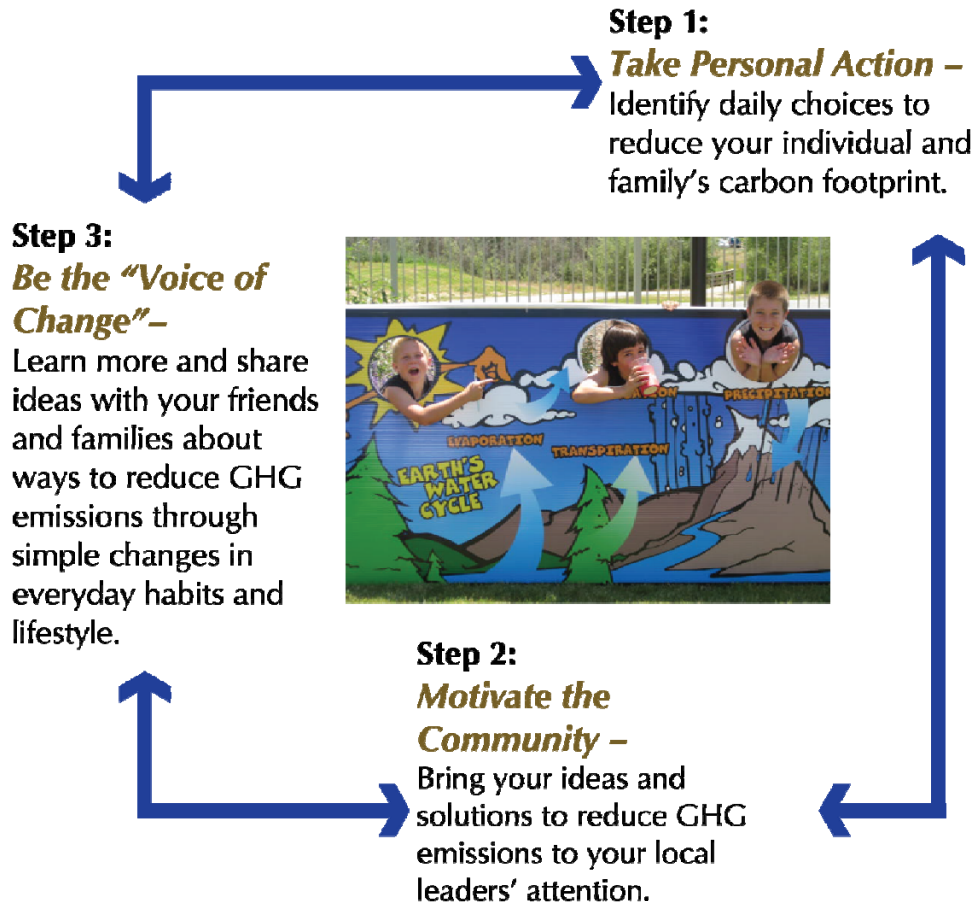 Step 1:
Take Personal Action –
Identify daily choices to
reduce your individual and
family's carbon footprint.
Step 3:
Be the “Voice of
Change”–
Learn more and share
ideas with your friends
and families about
ways to reduce GHG
emissions through
simple changes in
everyday habits and
lifestyle.
PRECIPITATION
EVAPORATION
TRANSPIRATION
EARTH'S
WATER
CYCLE
Step 2:
Motivate the
Community –
Bring your ideas and
solutions to reduce GHG
emissions to your local
leaders' attention.